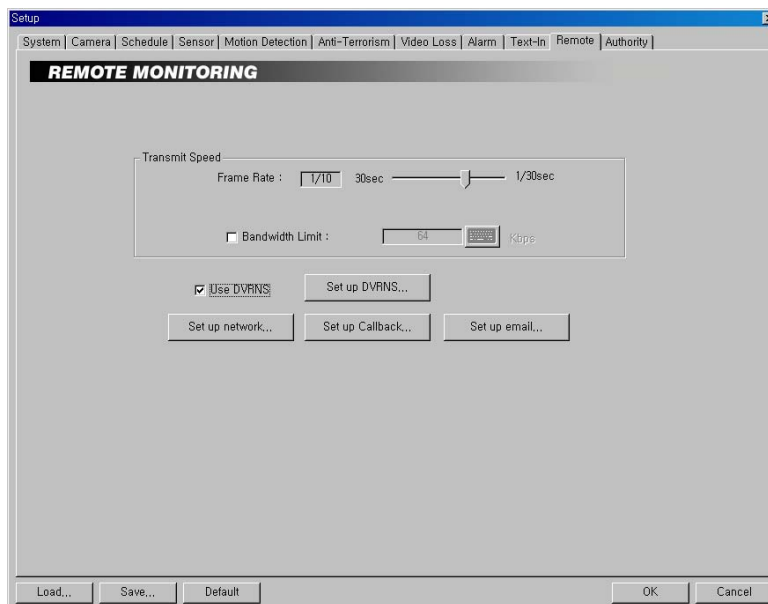 Setup
System Camera Schedule Sensor Motion Detection Anti-Terrorism Video Loss Alarm Text-In Remote Authority
REMOTE MONITORING
Transmit Speed
Frame Rate : 1/10 30sec 1/30sec
Bandwidth Limit : 64 Kbps
Use DVRNS Set up DVRNS...
Set up network... Set up Callback... Set up email...
Load... Save... Default OK Cancel